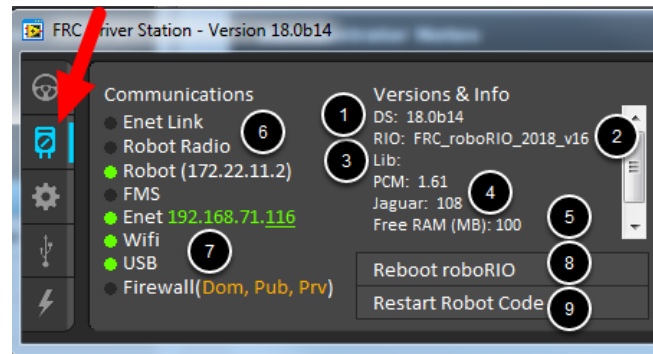 FRC Driver Station - Version 18.0b14
Communications
Enet Link
Robot Radio
6
Robot (172.22.11.2)
FMS
Enet 192.168.71.116
Wifi
7
USB
Firewall(Dom, Pub, Prv)
Versions & Info
1
DS: 18.0b14
RIO: FRC_roboRIO_2018_v16
2
3
Lib:
PCM: 1.61
4
Jaguar: 108
Free RAM (MB): 100
5
Reboot roboRIO
8
Restart Robot Code
9